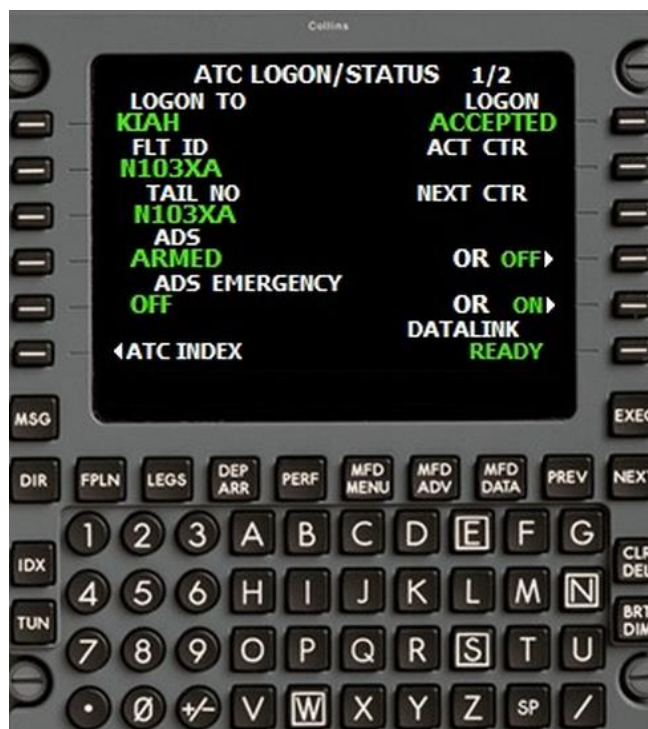 Collins
ATC LOGON/STATUS 1/2
LOGON TO LOGON
KIAH ACCEPTED
FLT ID ACT CTR
N103XA
TAIL NO NEXT CTR
N103XA
ADS
ARMED OR OFF
ADS EMERGENCY
OFF OR ON
DATALINK
ATC INDEX READY
MSG EXEC
DIR FPLN LEGS DEP ARR PERF MFD MENU MFD ADV MFD DATA PREV NEXT
1 2 3 A B C D E F G
IDX CLR DEL
4 5 6 H I J K L M N
TUN BRT DIM
7 8 9 O P Q R S T U
. Ø +/- V W X Y Z SP /